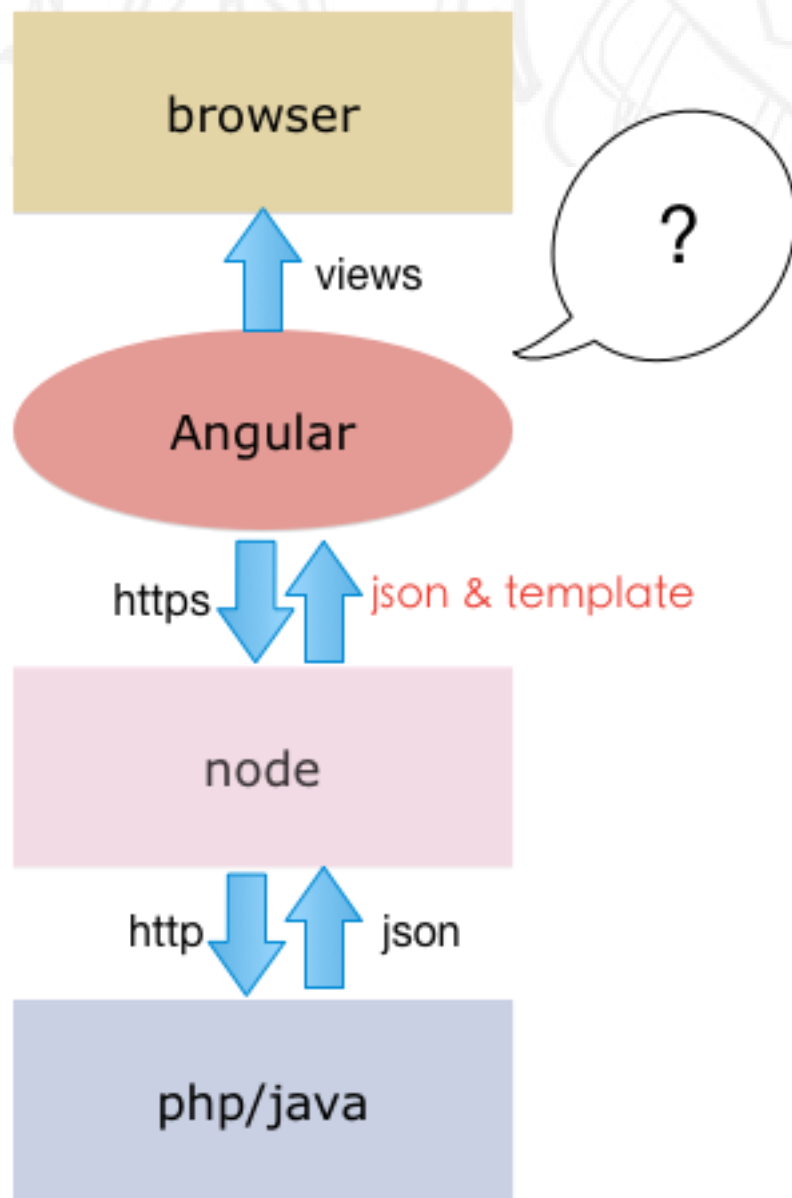 browser
?
views
Angular
https
json & template
node
http
json
php/java